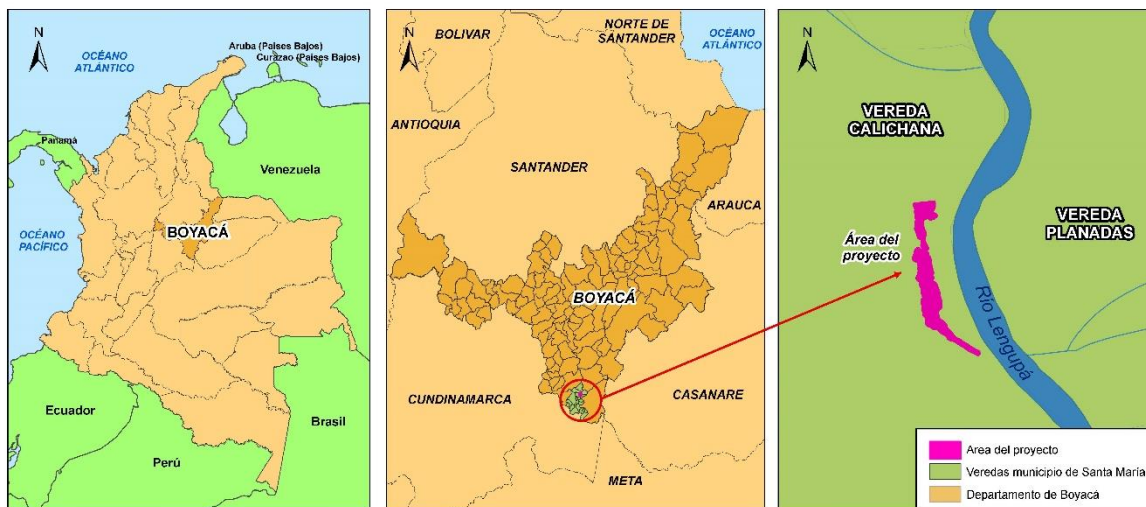 N
OCÉANO
ATLÁNTICO
Aruba (Paises Bajos)
Curazao (Paises Bajos)
Panamá
Venezuela
BOYACÁ
OCÉANO
PACÍFICO
Ecuador
Brasil
Perú
N
BOLIVAR
NORTE DE
SANTANDER
OCÉANO
ATLÁNTICO
ANTIOQUIA
SANTANDER
ARAUCA
BOYACÁ
CUNDINAMARCA
CASANARE
META
N
VEREDA
CALICHANA
VEREDA
PLANADAS
Área del
proyecto
Río Lengupá
Area del proyecto
Veredas municipio de Santa María
Departamento de Boyacá